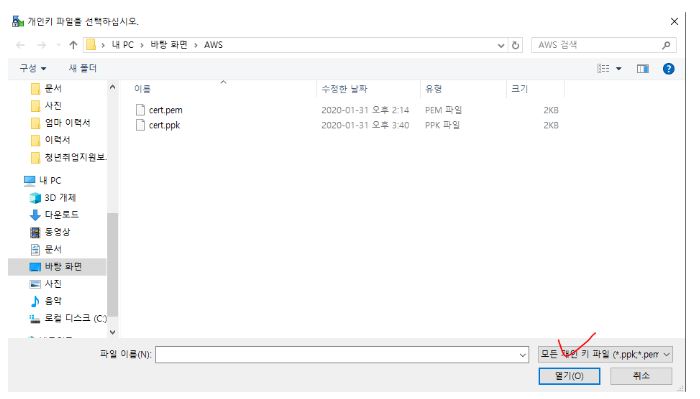 개인키 파일을 선택하십시오.
내 PC > 바탕 화면 > AWS
AWS 검색
구성
새 폴더
이름
수정한 날짜
유형
크기
문서
사진
엄마 이력서
이력서
청년취업지원보.
내 PC
3D 개체
다운로드
동영상
문서
바탕 화면
사진
음악
로컬 디스크 (C:)
cert.pem
2020-01-31 오후 2:14
PEM 파일
2KB
cert.ppk
2020-01-31 오후 3:40
PPK 파일
2KB
파일 이름(N):
모든 개인 키 파일 (*.ppk;*.pem
열기(O)
취소